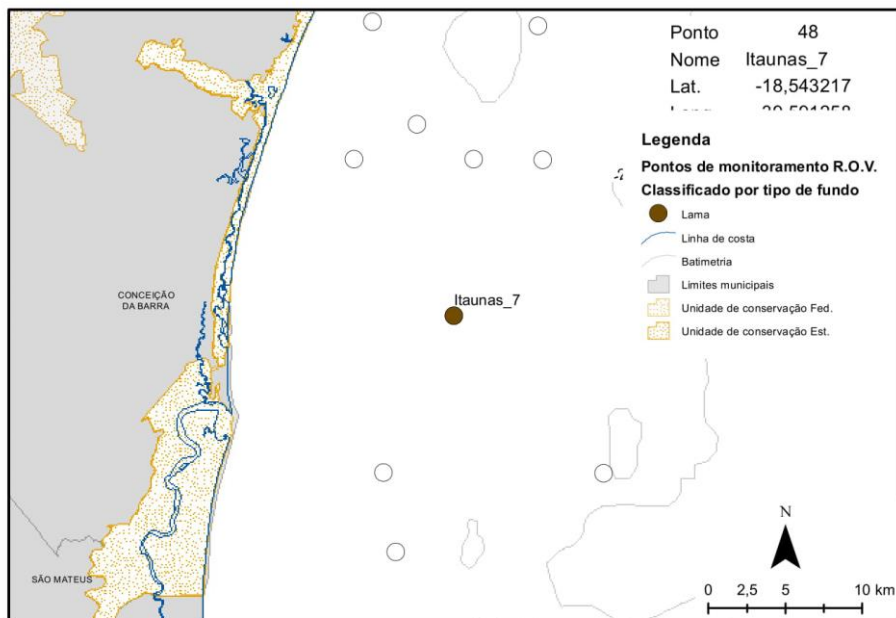 Ponto 48
Nome Itaunas_7
Lat. -18,543217
Legenda
Pontos de monitoramento R.O.V.
Classificado por tipo de fundo
Lama
Linha de costa
Batimetria
Limites municipais
Unidade de conservação Fed.
Unidade de conservação Est.
CONCEIÇÃO
DA BARRA
Itaunas_7
SÃO MATEUS
N
0 2,5 5 10 km